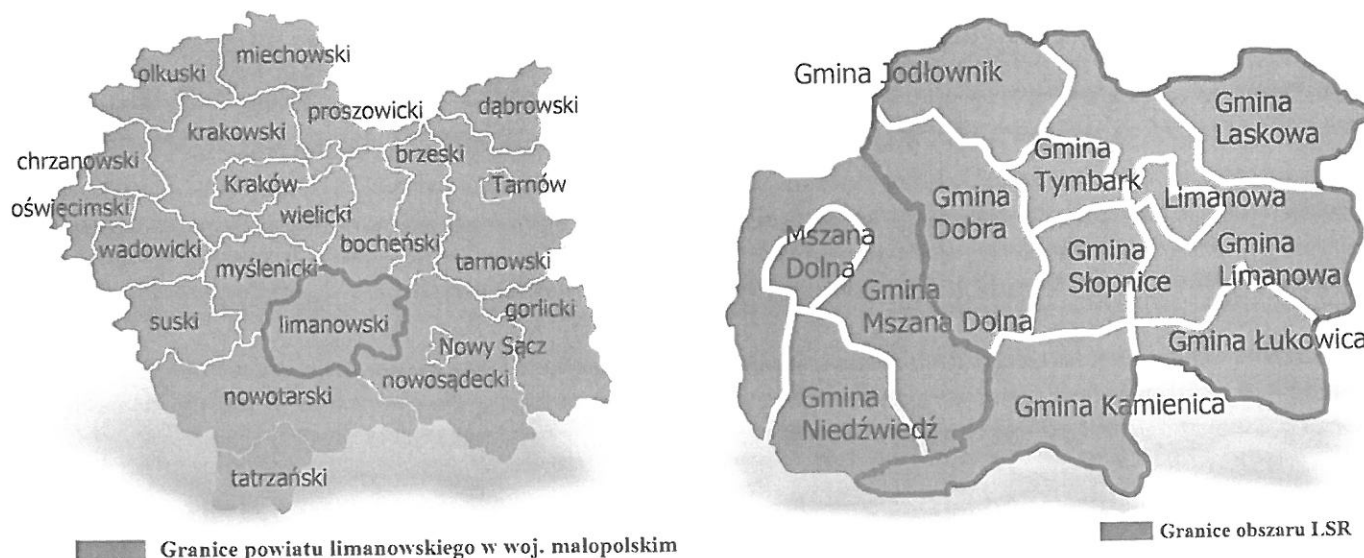 miechowski
olkuski
proszowicki
dąbrowski
krakowski
brzeski
chrzanowski
Kraków
Tarnów
oświęcimski
wielicki
wadowicki
bocheński
myślenicki
tarnowski
gorlicki
suski
limanowski
Nowy Sącz
nowosądecki
nowotarski
tatrzański
Granice powiatu limanowskiego w woj. małopolskim
Gmina Jodłownik
Gmina
Laskowa
Gmina
Tymbark
Limanowa
Gmina
Dobra
Mszana
Dolna
Gmina
Słopnice
Gmina
Limanowa
Gmina
Mszana Dolna
Gmina Łukowica
Gmina
Niedźwiedź
Gmina Kamienica
Granice obszaru LSR